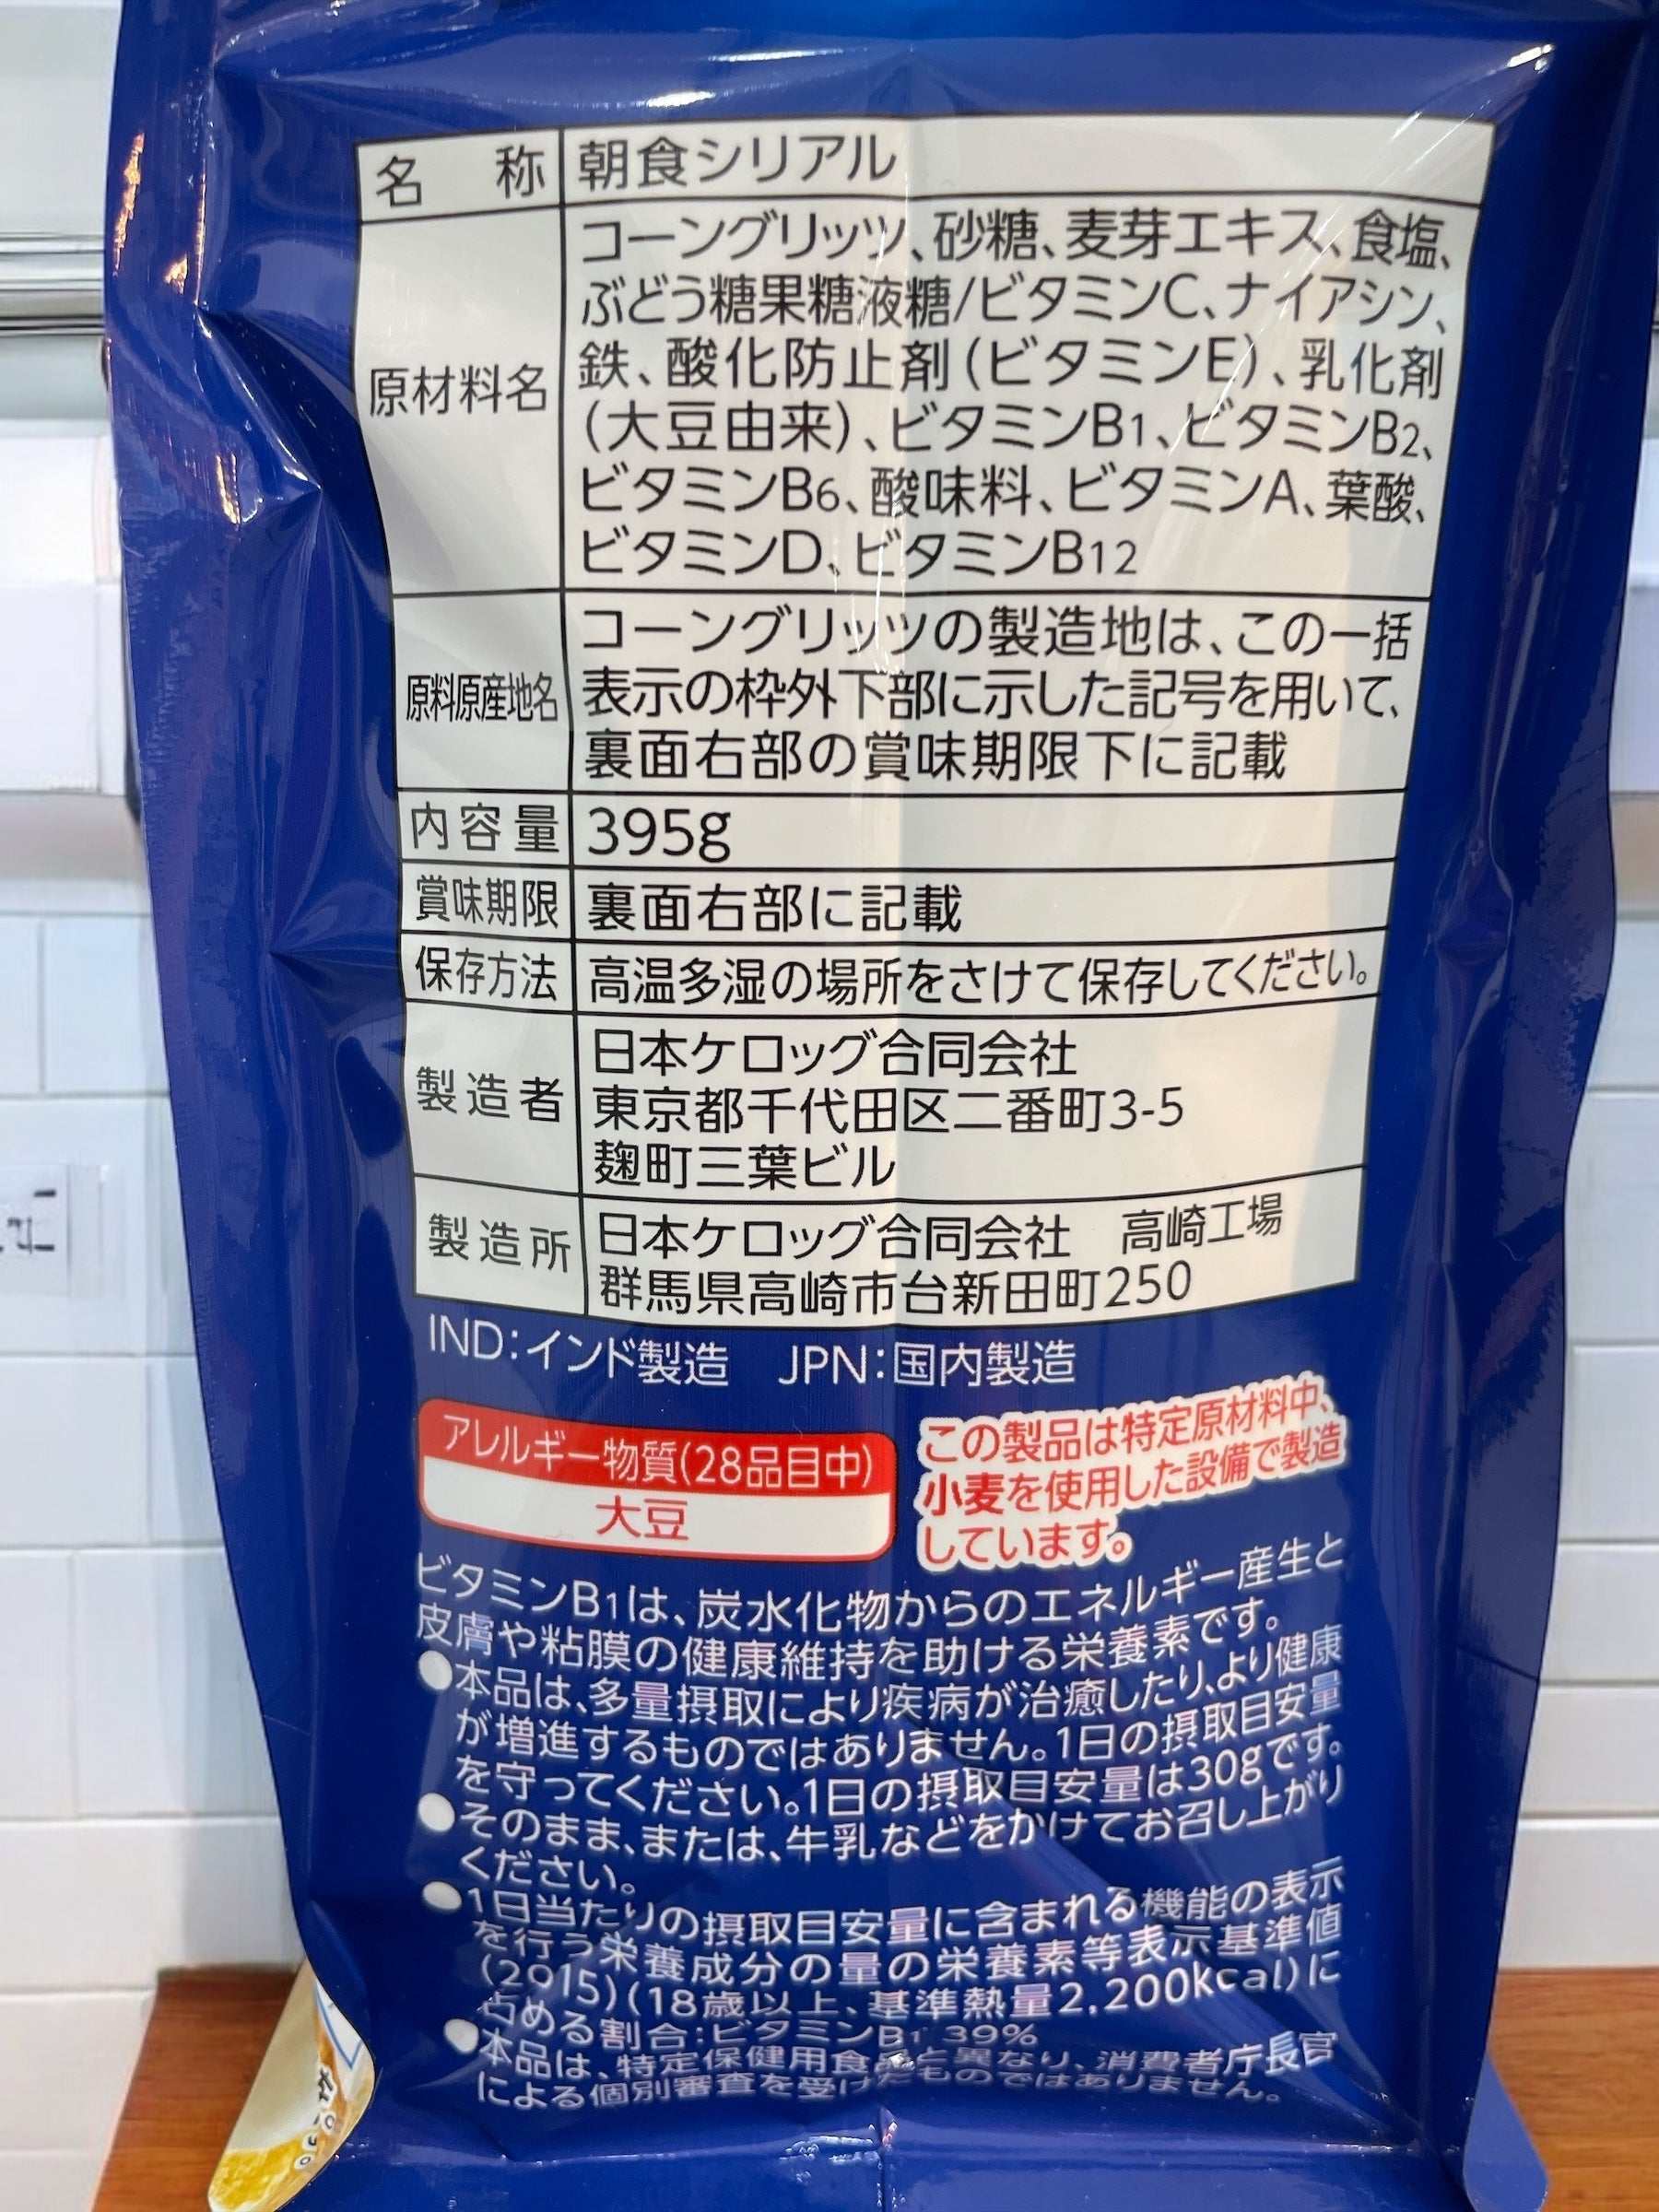 名 称 朝食シリアル
原材料名
コーングリッツ、砂糖、麦芽エキス、食塩、
ぶどう糖果糖液糖/ビタミンC、ナイアシン、
鉄、酸化防止剤(ビタミンE)、乳化剤
(大豆由来)、ビタミンB1、ビタミンB2、
ビタミンB6、酸味料、ビタミンA、葉酸、
ビタミンD、ビタミンB12
原料原産地名
コーングリッツの製造地は、この一括
表示の枠外下部に示した記号を用いて、
裏面右部の賞味期限下に記載
内容量 395g
賞味期限 裏面右部に記載
保存方法 高温多湿の場所をさけて保存してください。
製造者
日本ケロッグ合同会社
東京都千代田区二番町3-5
麹町三葉ビル
製造所
日本ケロッグ合同会社 高崎工場
群馬県高崎市台新田町250
IND:インド製造 JPN:国内製造
アレルギー物質(28品目中)
大豆
この製品は特定原材料中、
小麦を使用した設備で製造
しています。
ビタミンB1は、炭水化物からのエネルギー産生と
皮膚や粘膜の健康維持を助ける栄養素です。
●本品は、多量摂取により疾病が治癒したり、より健康
が増進するものではありません。1日の摂取目安量
を守ってください。1日の摂取目安量は30gです。
●そのまま、または、牛乳などをかけてお召し上がり
ください。
●1日当たりの摂取目安量に含まれる機能の表示
を行う栄養成分の量の栄養素等表示基準値
(2015)(18歳以上、基準熱量2,200kcal)に
占める割合:ビタミンB1 39%
●本品は、特定保健用食品と異なり、消費者庁長官
による個別審査を受けたものではありません。